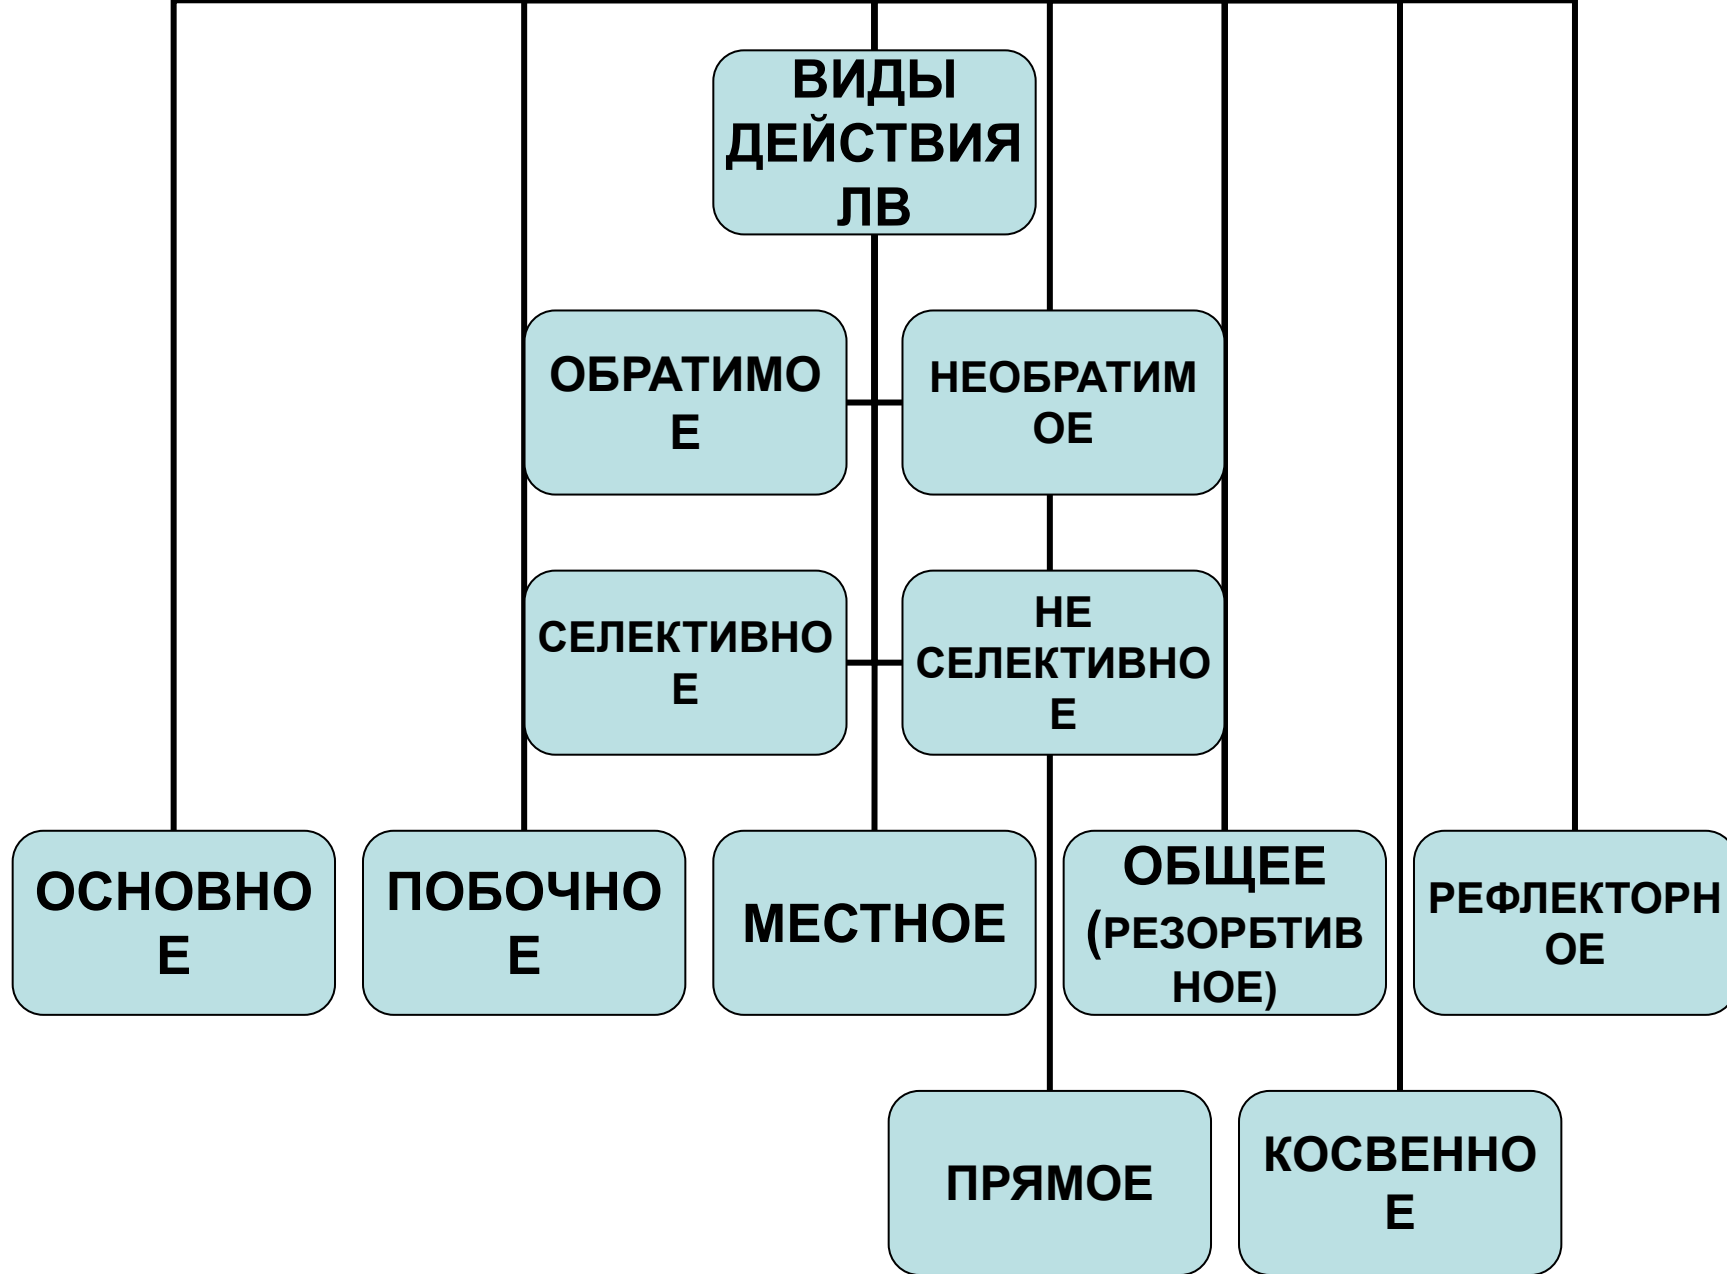 ВИДЫ
ДЕЙСТВИЯ
ЛВ
ОБРАТИМО
Е
НЕОБРАТИМ
ОЕ
СЕЛЕКТИВНО
Е
НЕ
СЕЛЕКТИВНО
Е
ОСНОВНО
Е
ПОБОЧНО
Е
МЕСТНОЕ
ОБЩЕЕ
(РЕЗОРБТИВ
НОЕ)
РЕФЛЕКТОРН
ОЕ
ПРЯМОЕ
КОСВЕННО
Е